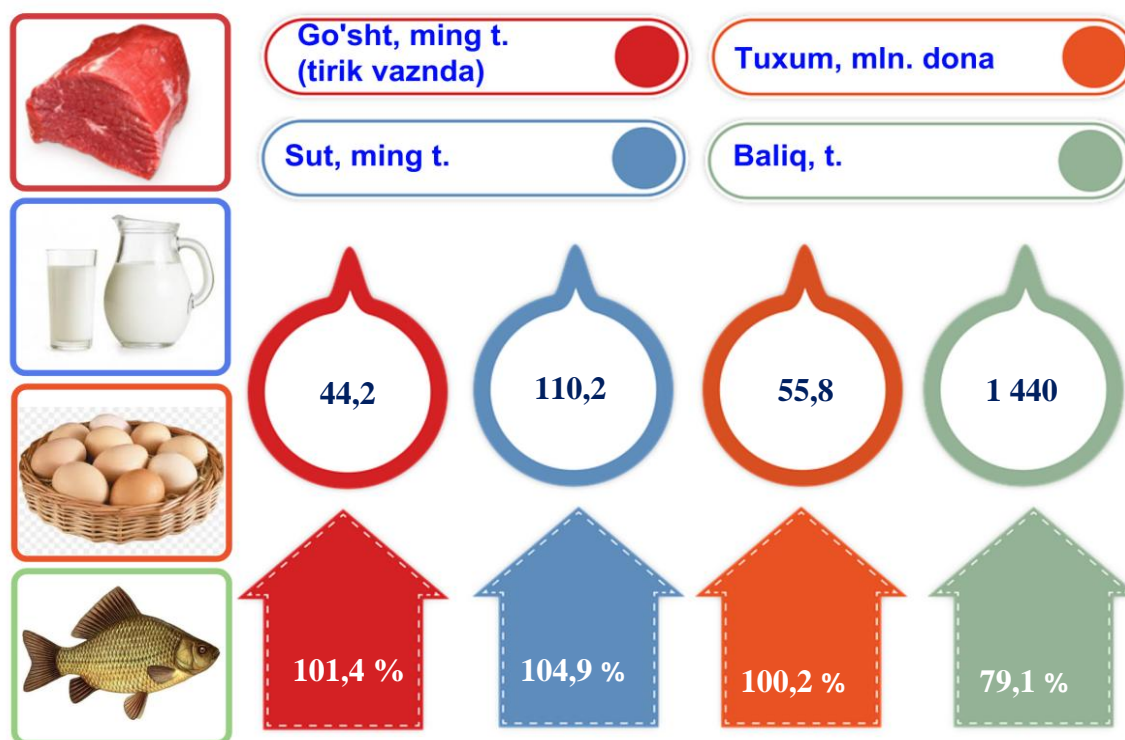 Go'sht, ming t.
(tirik vaznda)
Tuxum, mln. dona
Sut, ming t.
Baliq, t.
44,2
110,2
55,8
1 440
101,4 %
104,9 %
100,2 %
79,1 %